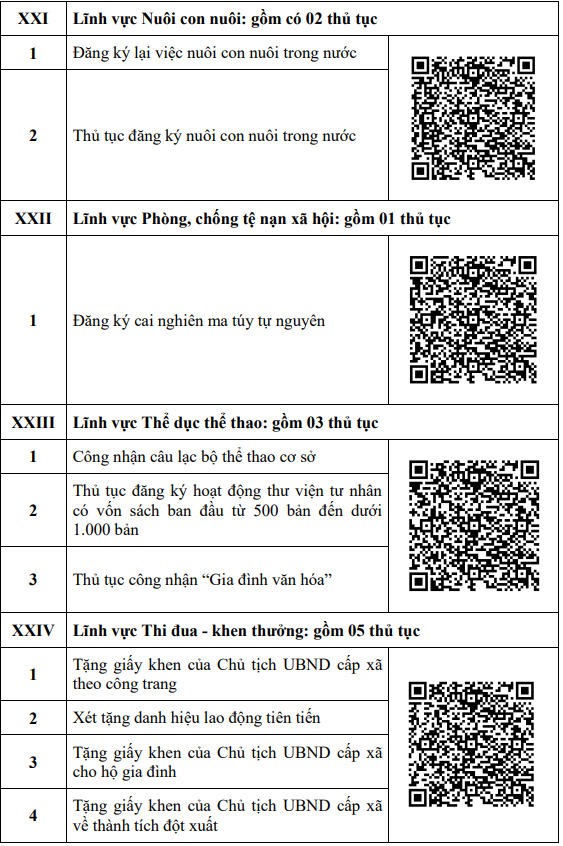 XXI Lĩnh vực Nuôi con nuôi: gồm có 02 thủ tục
1 Đăng ký lại việc nuôi con nuôi trong nước
2 Thủ tục đăng ký nuôi con nuôi trong nước
XXII Lĩnh vực Phòng, chống tệ nạn xã hội: gồm 01 thủ tục
1 Đăng ký cai nghiên ma túy tự nguyên
XXIII Lĩnh vực Thể dục thể thao: gồm 03 thủ tục
1 Công nhận câu lạc bộ thể thao cơ sở
2 Thủ tục đăng ký hoạt động thư viện tư nhân
có vốn sách ban đầu từ 500 bản đến dưới
1.000 bản
3 Thủ tục công nhận “Gia đình văn hóa”
XXIV Lĩnh vực Thi đua - khen thưởng: gồm 05 thủ tục
1 Tặng giấy khen của Chủ tịch UBND cấp xã
theo công trang
2 Xét tặng danh hiệu lao động tiên tiến
3 Tặng giấy khen của Chủ tịch UBND cấp xã
cho hộ gia đình
4 Tặng giấy khen của Chủ tịch UBND cấp xã
về thành tích đột xuất